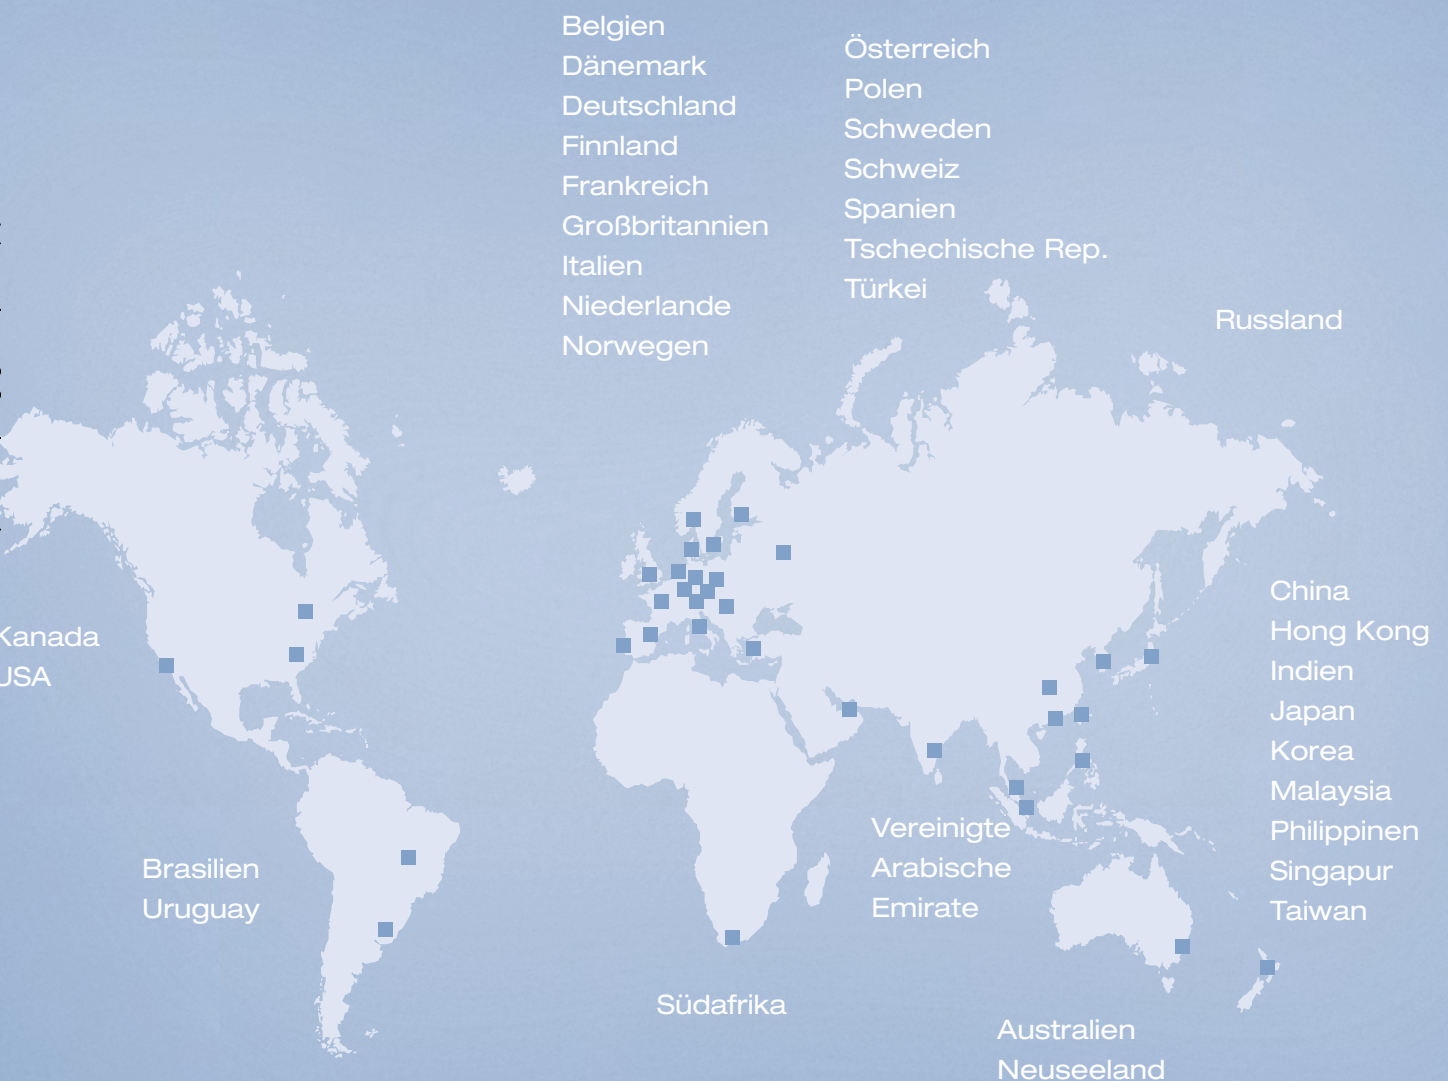 Belgien
Dänemark
Deutschland
Finnland
Frankreich
Großbritannien
Italien
Niederlande
Norwegen
Österreich
Polen
Schweden
Schweiz
Spanien
Tschechische Rep.
Türkei
Russland
Kanada
USA
China
Hong Kong
Indien
Japan
Korea
Malaysia
Philippinen
Singapur
Taiwan
Vereinigte
Arabische
Emirate
Brasilien
Uruguay
Südafrika
Australien
Neuseeland